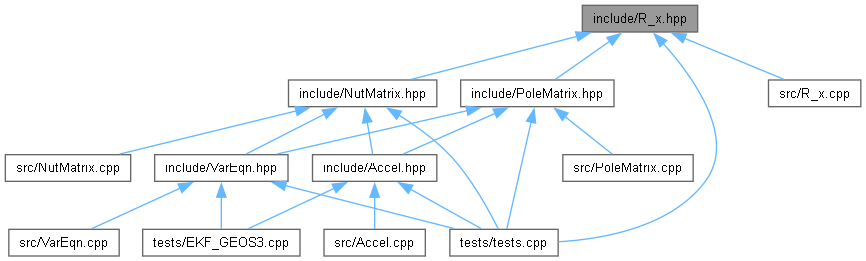 include/R_x.hpp
include/NutMatrix.hpp
include/PoleMatrix.hpp
src/R_x.cpp
src/NutMatrix.cpp
include/VarEqn.hpp
include/Accel.hpp
src/PoleMatrix.cpp
src/VarEqn.cpp
tests/EKF_GEOS3.cpp
src/Accel.cpp
tests/tests.cpp